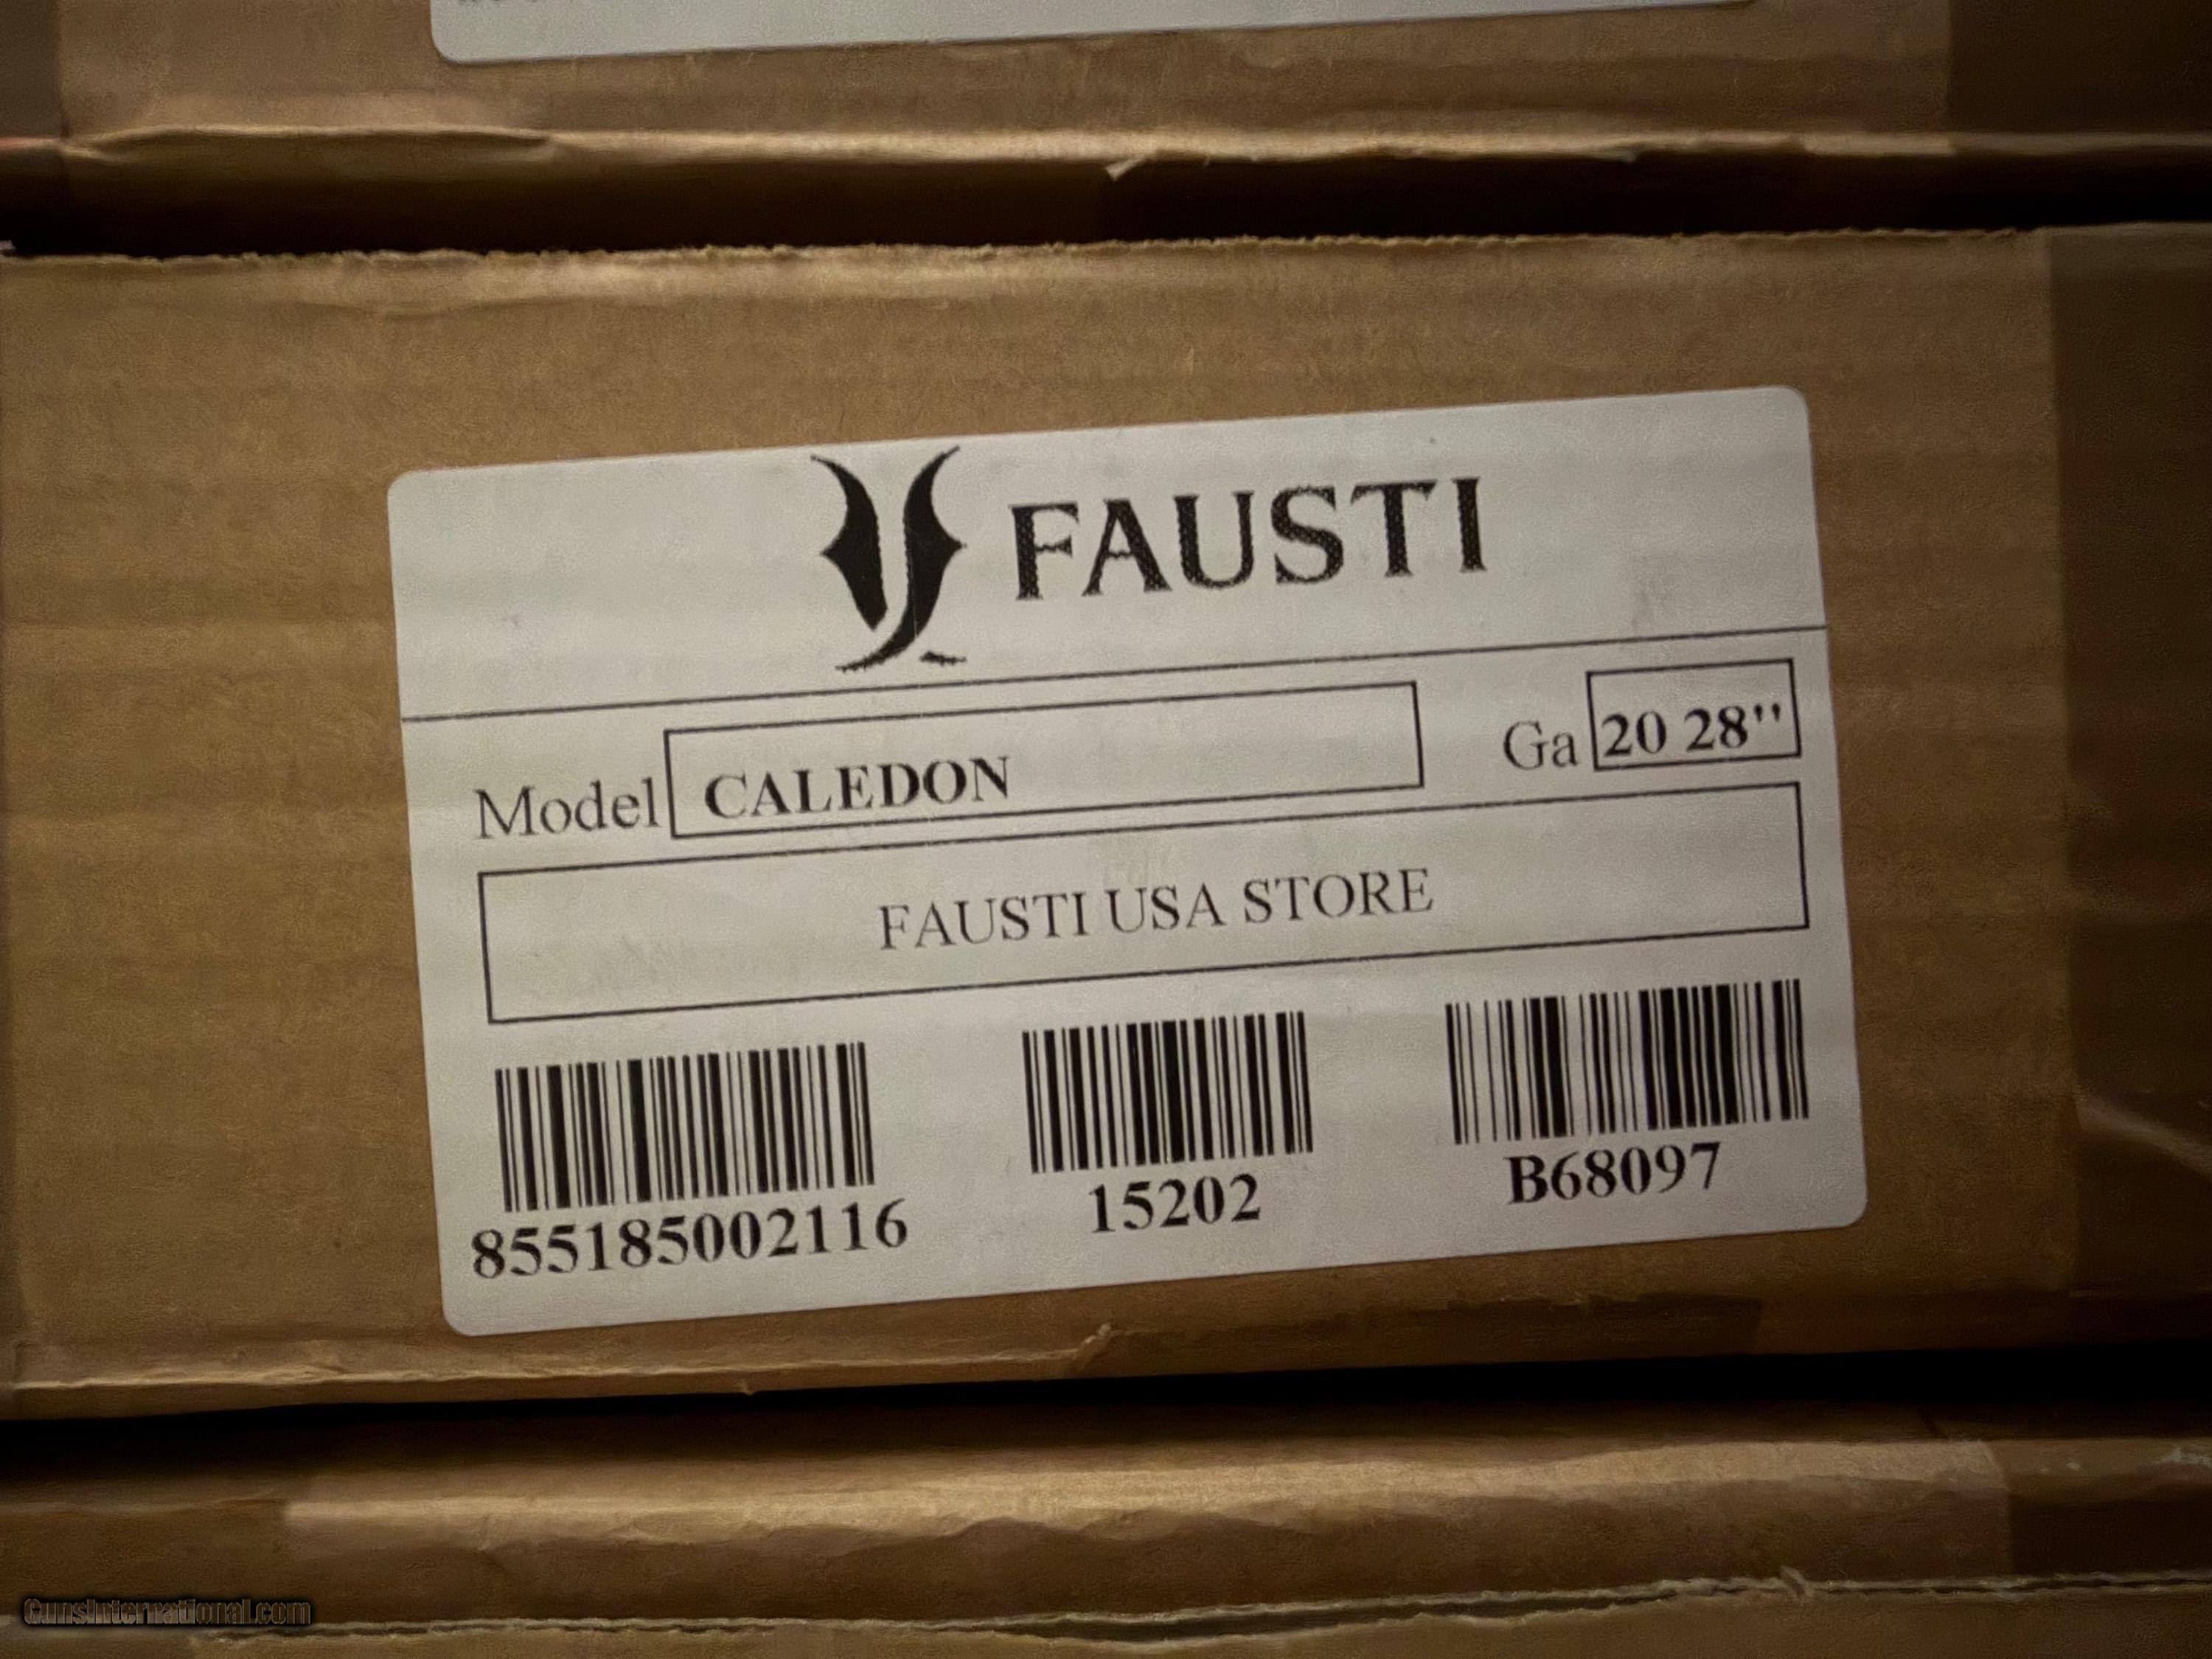 FAUSTI
Model CALEDON Ga 20 28"
FAUSTI USA STORE
855185002116 15202 B68097
GunsInternational.com